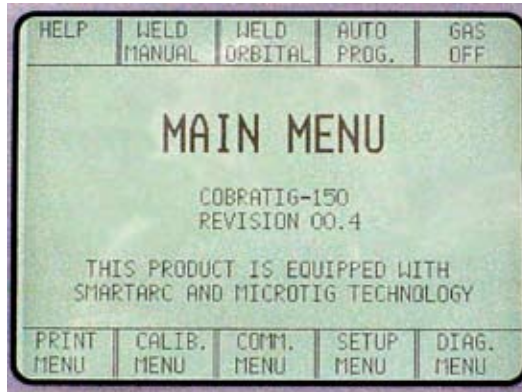 HELP WELD MANUAL WELD ORBITAL AUTO PROG. GAS OFF
MAIN MENU
COBRATIG-150
REVISION 00.4
THIS PRODUCT IS EQUIPPED WITH
SMARTARC AND MICROTIG TECHNOLOGY
PRINT MENU CALIB. MENU COMM. MENU SETUP MENU DIAG. MENU